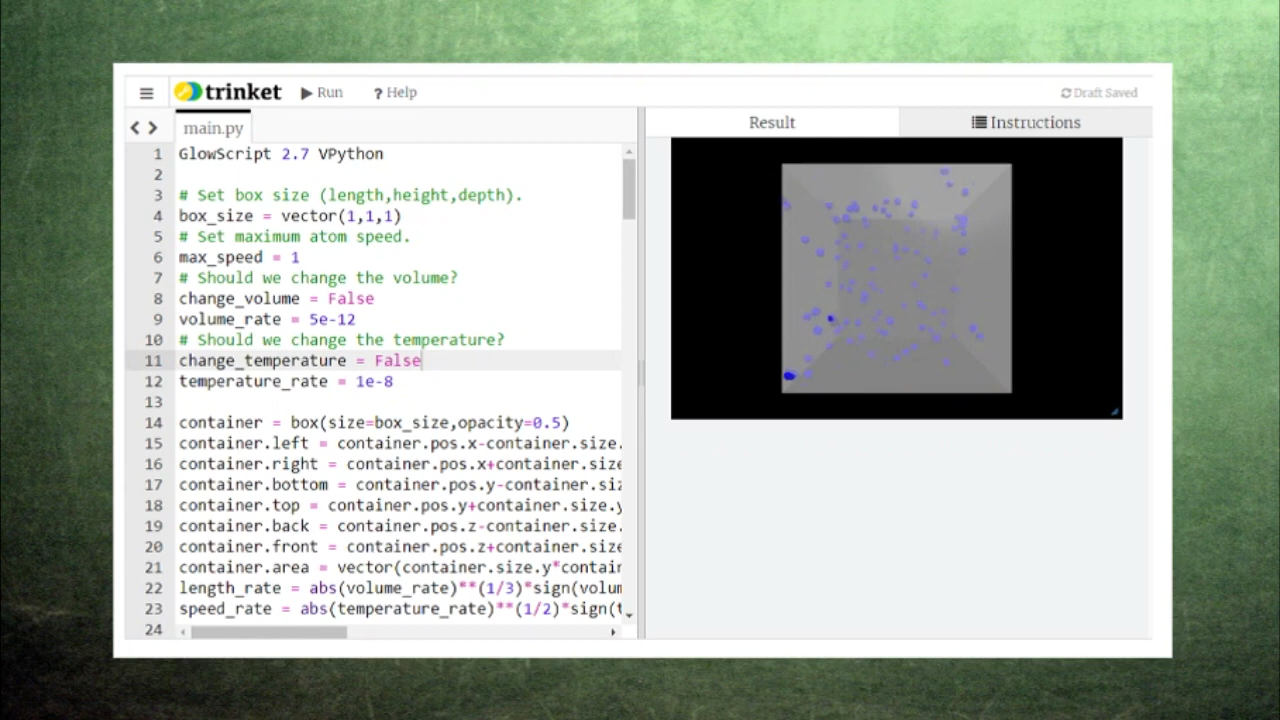 trinket Run ? Help Draft Saved
main.py
Result Instructions
1 GlowScript 2.7 VPython
2
3 # Set box size (length,height,depth).
4 box_size = vector(1,1,1)
5 # Set maximum atom speed.
6 max_speed = 1
7 # Should we change the volume?
8 change_volume = False
9 volume_rate = 5e-12
10 # Should we change the temperature?
11 change_temperature = False
12 temperature_rate = 1e-8
13
14 container = box(size=box_size,opacity=0.5)
15 container.left = container.pos.x-container.size.
16 container.right = container.pos.x+container.size
17 container.bottom = container.pos.y-container.siz
18 container.top = container.pos.y+container.size.y
19 container.back = container.pos.z-container.size.
20 container.front = container.pos.z+container.size
21 container.area = vector(container.size.y*contain
22 length_rate = abs(volume_rate)**(1/3)*sign(volum
23 speed_rate = abs(temperature_rate)**(1/2)*sign(t
24